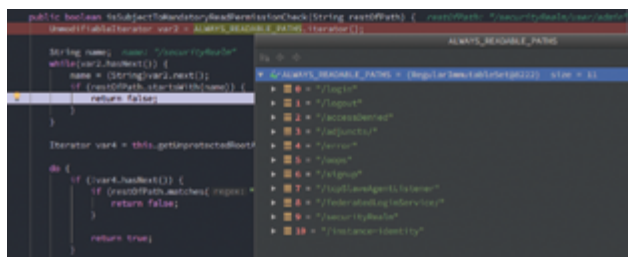 public boolean isSubjectToMandatoryReadPermissionCheck(String restOfPath) { restOfPath: "/securityRealm/user/admin
UnmodifiableIterator var2 = ALWAYS_READABLE_PATHS.iterator();
ALWAYS_READABLE_PATHS
String name; name: "/securityRealm"
while(var2.hasNext()) {
name = (String)var2.next();
if (restOfPath.startsWith(name)) {
return false;
}
}
Iterator var4 = this.getUnprotectedRootA
do {
if (!var4.hasNext()) {
if (restOfPath.matches( regex: "
return false;
}
return true;
}
ALWAYS_READABLE_PATHS = {RegularImmutableSet@8222} size = 11
0 = "/login"
1 = "/logout"
2 = "/accessDenied"
3 = "/adjuncts/"
4 = "/error"
5 = "/oops"
6 = "/signup"
7 = "/tcpSlaveAgentListener"
8 = "/federatedLoginService/"
9 = "/securityRealm"
10 = "/instance-identity"